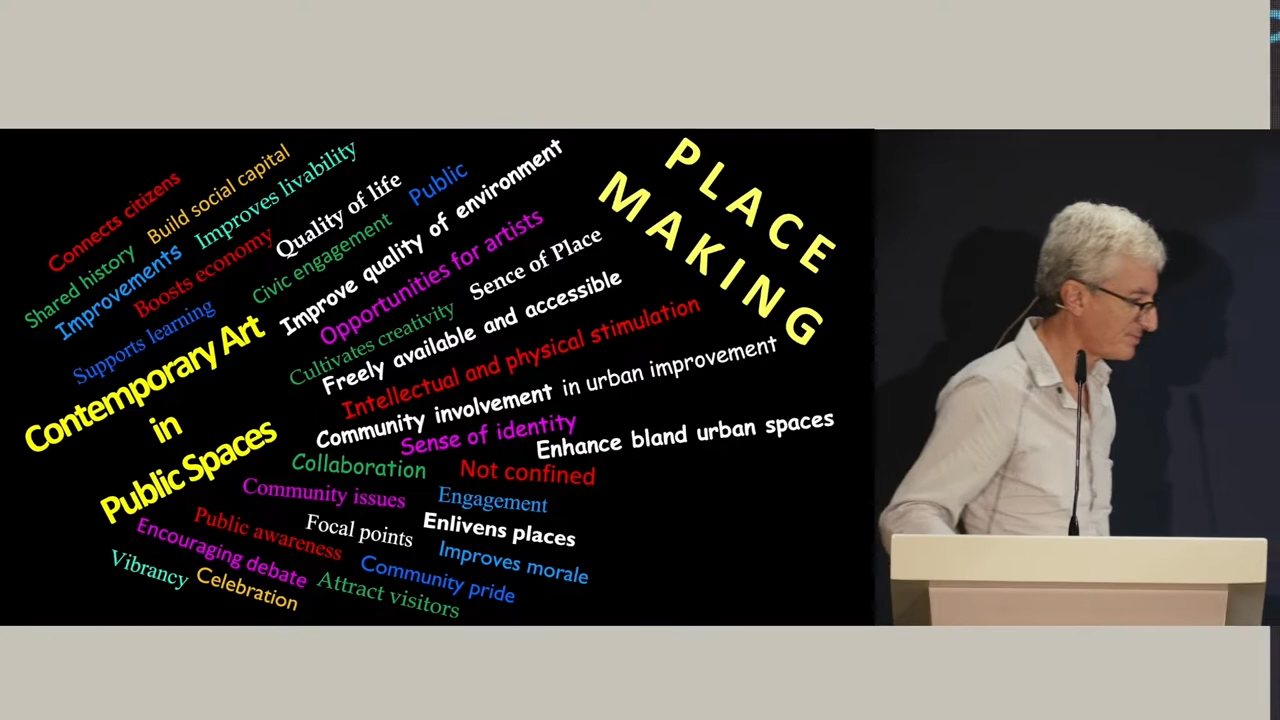 Connects citizens
Build social capital
Improves livability
Shared history
Improvements
Boosts economy
Quality of life
Public
Supports learning
Civic engagement
Improve quality of environment
Opportunities for artists
Cultivates creativity
Sence of Place
Freely available and accessible
Intellectual and physical stimulation
Community involvement in urban improvement
Sense of identity
Enhance bland urban spaces
Collaboration
Not confined
Community issues
Engagement
Public awareness
Focal points
Enlivens places
Encouraging debate
Improves morale
Vibrancy
Celebration
Attract visitors
Community pride
Contemporary Art
in
Public Spaces
PLACE
MAKING